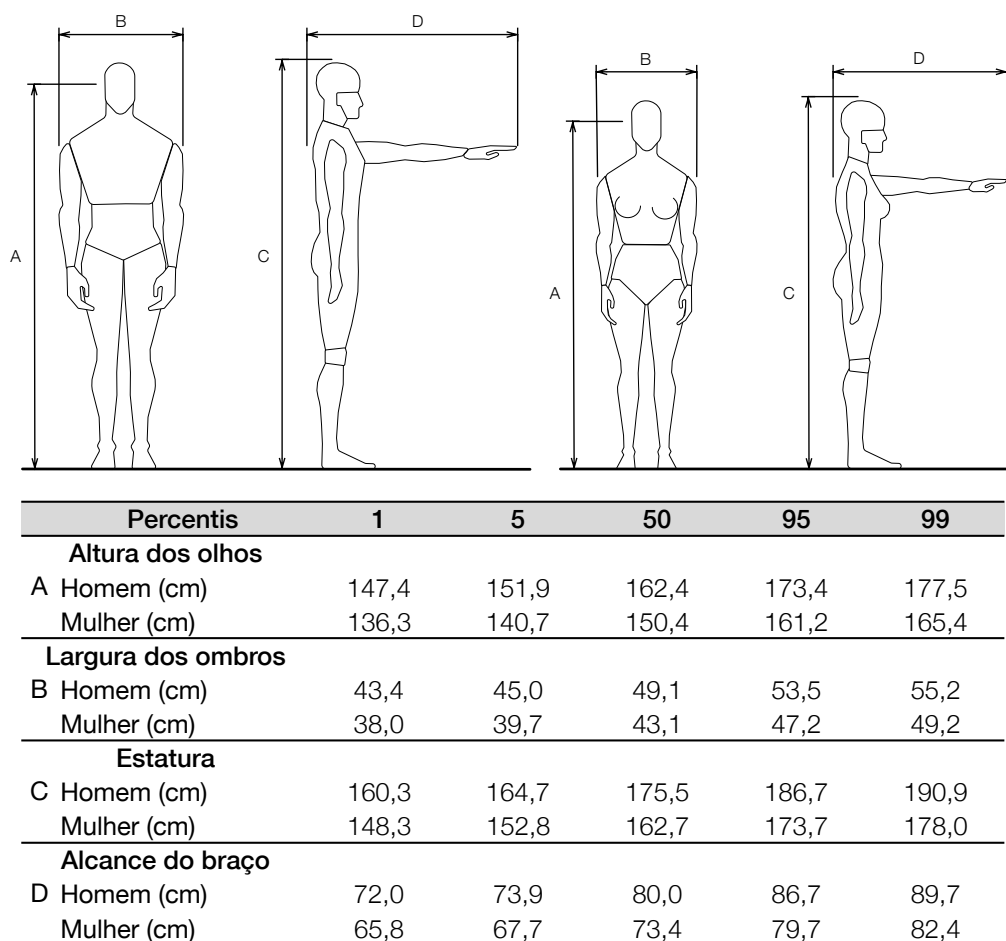 B
D
B
D
A
C
A
C
Percentis 1 5 50 95 99
Altura dos olhos
A Homem (cm) 147,4 151,9 162,4 173,4 177,5
Mulher (cm) 136,3 140,7 150,4 161,2 165,4
Largura dos ombros
B Homem (cm) 43,4 45,0 49,1 53,5 55,2
Mulher (cm) 38,0 39,7 43,1 47,2 49,2
Estatura
C Homem (cm) 160,3 164,7 175,5 186,7 190,9
Mulher (cm) 148,3 152,8 162,7 173,7 178,0
Alcance do braço
D Homem (cm) 72,0 73,9 80,0 86,7 89,7
Mulher (cm) 65,8 67,7 73,4 79,7 82,4